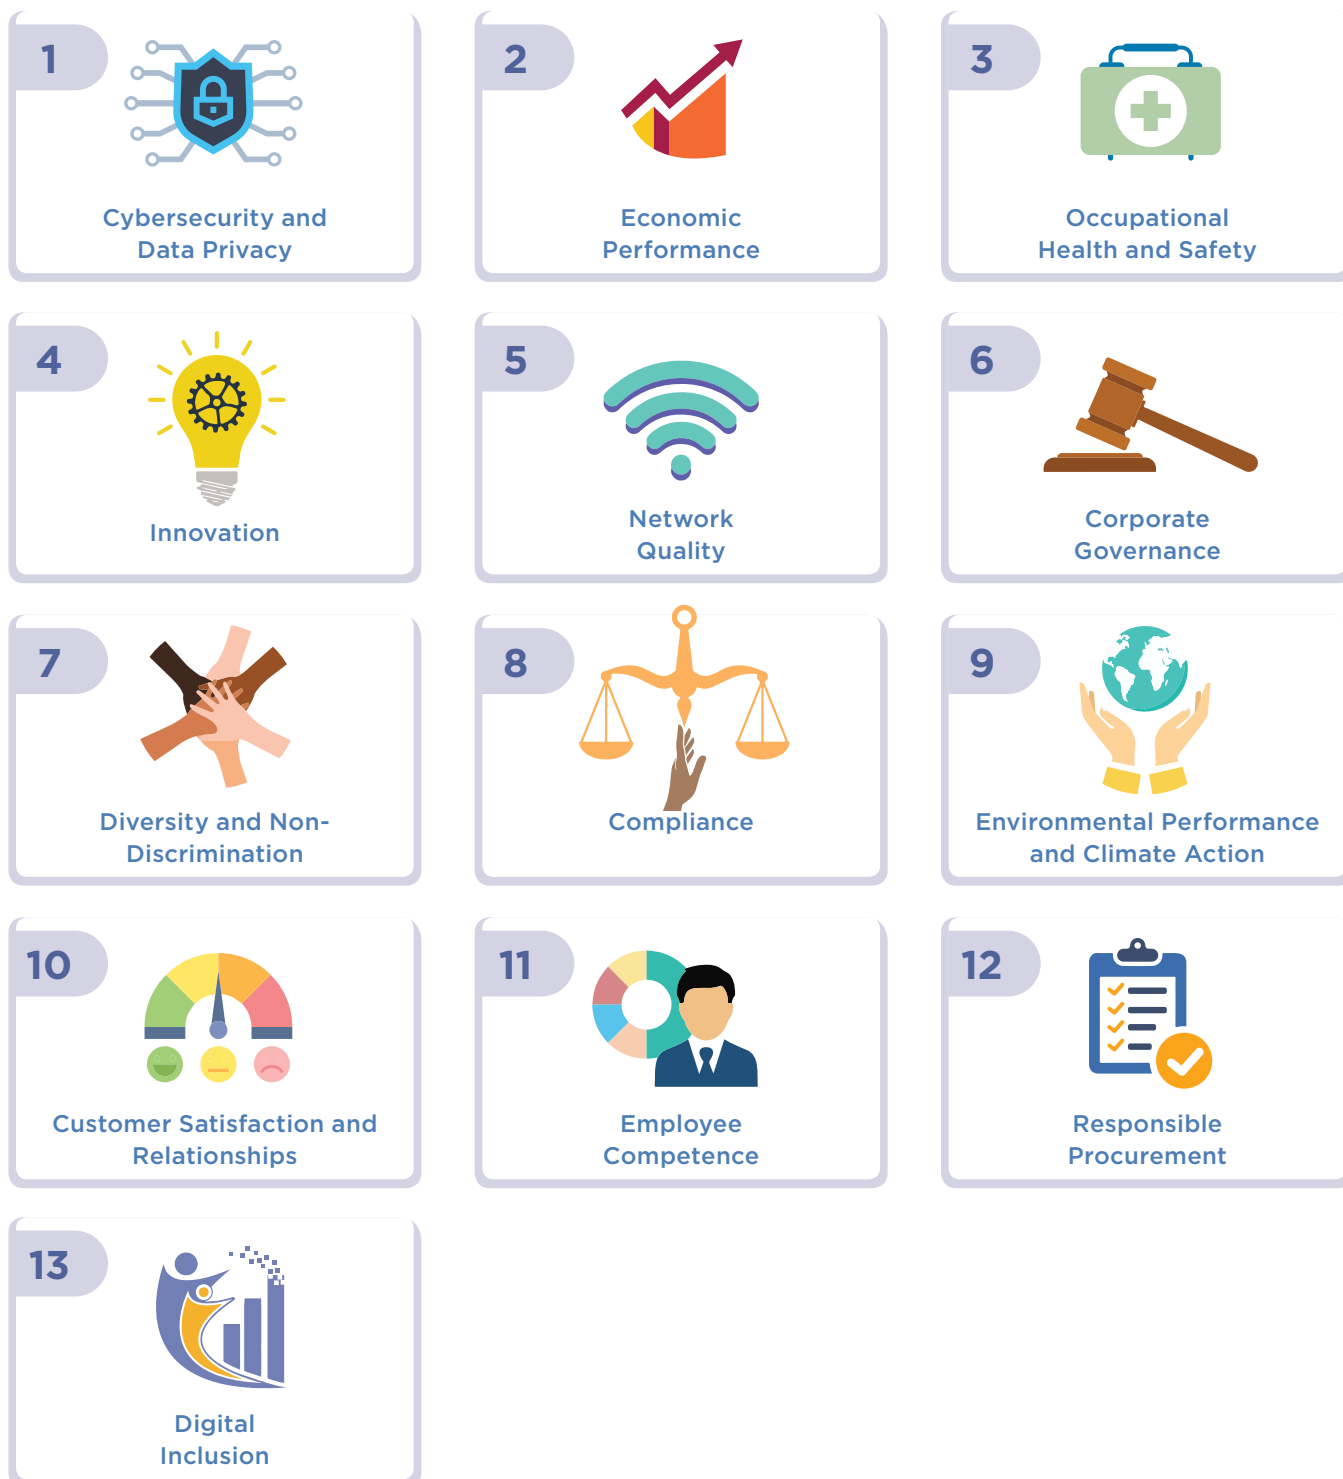 1
Cybersecurity and
Data Privacy
2
Economic
Performance
3
Occupational
Health and Safety
4
Innovation
5
Network
Quality
6
Corporate
Governance
7
Diversity and Non-
Discrimination
8
Compliance
9
Environmental Performance
and Climate Action
10
Customer Satisfaction and
Relationships
11
Employee
Competence
12
Responsible
Procurement
13
Digital
Inclusion